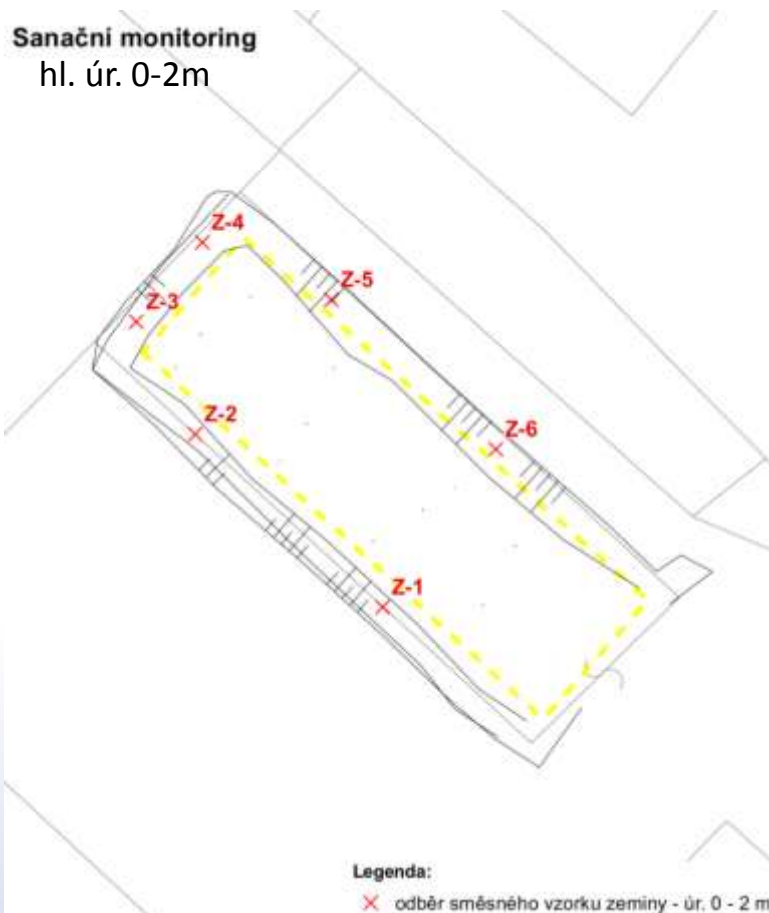 Sanační monitoring
hl. úr. 0-2m
Z-4
Z-5
Z-3
Z-2
Z-6
Z-1
Legenda:
odběr směsného vzorku zeminy - úr. 0 - 2 m